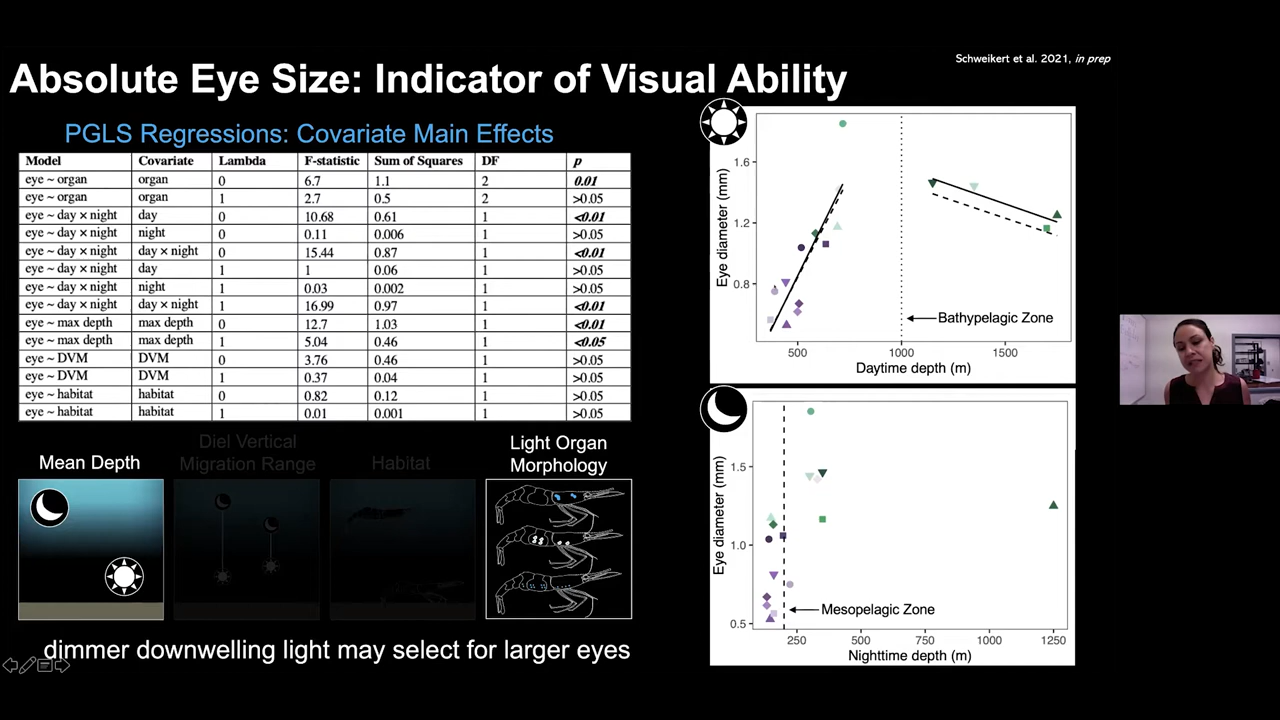 Schweikert et al. 2021, in prep
Absolute Eye Size: Indicator of Visual Ability
PGLS Regressions: Covariate Main Effects
Model Covariate Lambda F-statistic Sum of Squares DF p
eye ~ organ organ 0 6.7 1.1 2 0.01
eye ~ organ organ 1 2.7 0.5 2 >0.05
eye ~ day × night day 0 10.68 0.61 1 <0.01
eye ~ day × night night 0 0.11 0.006 1 >0.05
eye ~ day × night day × night 0 15.44 0.87 1 <0.01
eye ~ day × night day 1 1 0.06 1 >0.05
eye ~ day × night night 1 0.03 0.002 1 >0.05
eye ~ day × night day × night 1 16.99 0.97 1 <0.01
eye ~ max depth max depth 0 12.7 1.03 1 <0.01
eye ~ max depth max depth 1 5.04 0.46 1 <0.05
eye ~ DVM DVM 0 3.76 0.46 1 >0.05
eye ~ DVM DVM 1 0.37 0.04 1 >0.05
eye ~ habitat habitat 0 0.82 0.12 1 >0.05
eye ~ habitat habitat 1 0.01 0.001 1 >0.05
Mean Depth
Diel Vertical
Migration Range
Habitat
Light Organ
Morphology
dimmer downwelling light may select for larger eyes
Eye diameter (mm)
1.6
1.2
0.8
Bathypelagic Zone
500 1000 1500
Daytime depth (m)
Eye diameter (mm)
1.5
1.0
0.5
Mesopelagic Zone
250 500 750 1000 1250
Nighttime depth (m)